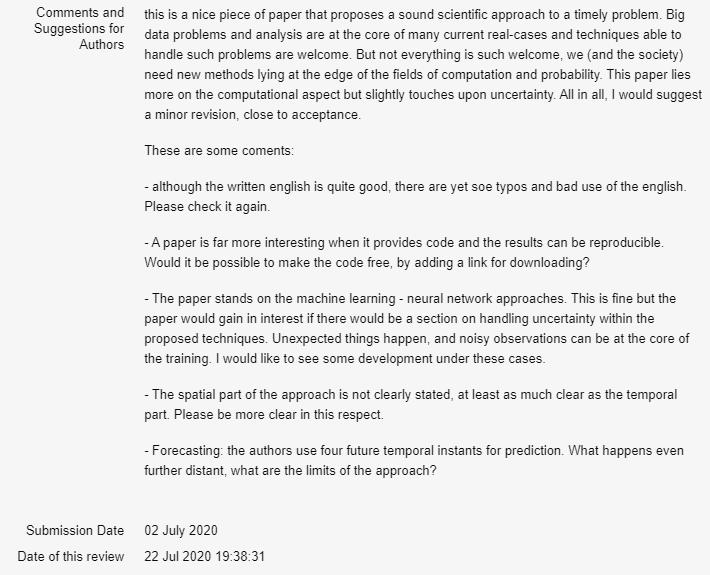 Comments and
Suggestions for
Authors
this is a nice piece of paper that proposes a sound scientific approach to a timely problem. Big
data problems and analysis are at the core of many current real-cases and techniques able to
handle such problems are welcome. But not everything is such welcome, we (and the society)
need new methods lying at the edge of the fields of computation and probability. This paper lies
more on the computational aspect but slightly touches upon uncertainty. All in all, I would suggest
a minor revision, close to acceptance.
These are some coments:
- although the written english is quite good, there are yet soe typos and bad use of the english.
Please check it again.
- A paper is far more interesting when it provides code and the results can be reproducible.
Would it be possible to make the code free, by adding a link for downloading?
- The paper stands on the machine learning - neural network approaches. This is fine but the
paper would gain in interest if there would be a section on handling uncertainty within the
proposed techniques. Unexpected things happen, and noisy observations can be at the core of
the training. I would like to see some development under these cases.
- The spatial part of the approach is not clearly stated, at least as much clear as the temporal
part. Please be more clear in this respect.
- Forecasting: the authors use four future temporal instants for prediction. What happens even
further distant, what are the limits of the approach?
Submission Date 02 July 2020
Date of this review 22 Jul 2020 19:38:31